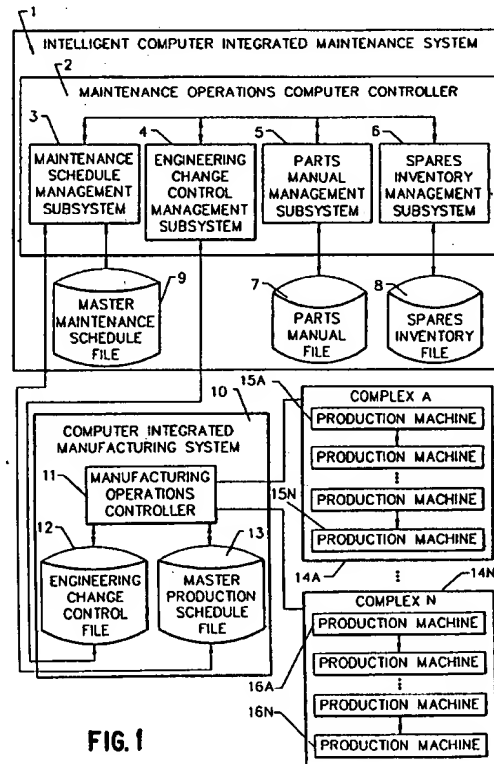 1
INTELLIGENT COMPUTER INTEGRATED MAINTENANCE SYSTEM
2
MAINTENANCE OPERATIONS COMPUTER CONTROLLER
3
MAINTENANCE
SCHEDULE
MANAGEMENT
SUBSYSTEM
4
ENGINEERING
CHANGE
CONTROL
MANAGEMENT
SUBSYSTEM
5
PARTS
MANUAL
MANAGEMENT
SUBSYSTEM
6
SPARES
INVENTORY
MANAGEMENT
SUBSYSTEM
MASTER
MAINTENANCE
SCHEDULE
FILE
9
7
PARTS
MANUAL
FILE
8
SPARES
INVENTORY
FILE
10
COMPUTER INTEGRATED
MANUFACTURING SYSTEM
11
MANUFACTURING
OPERATIONS
CONTROLLER
12
ENGINEERING
CHANGE
CONTROL
FILE
13
MASTER
PRODUCTION
SCHEDULE
FILE
15A
COMPLEX A
PRODUCTION MACHINE
PRODUCTION MACHINE
PRODUCTION MACHINE
15N
PRODUCTION MACHINE
14A
14N
COMPLEX N
PRODUCTION MACHINE
16A
PRODUCTION MACHINE
PRODUCTION MACHINE
16N
PRODUCTION MACHINE
FIG. 1